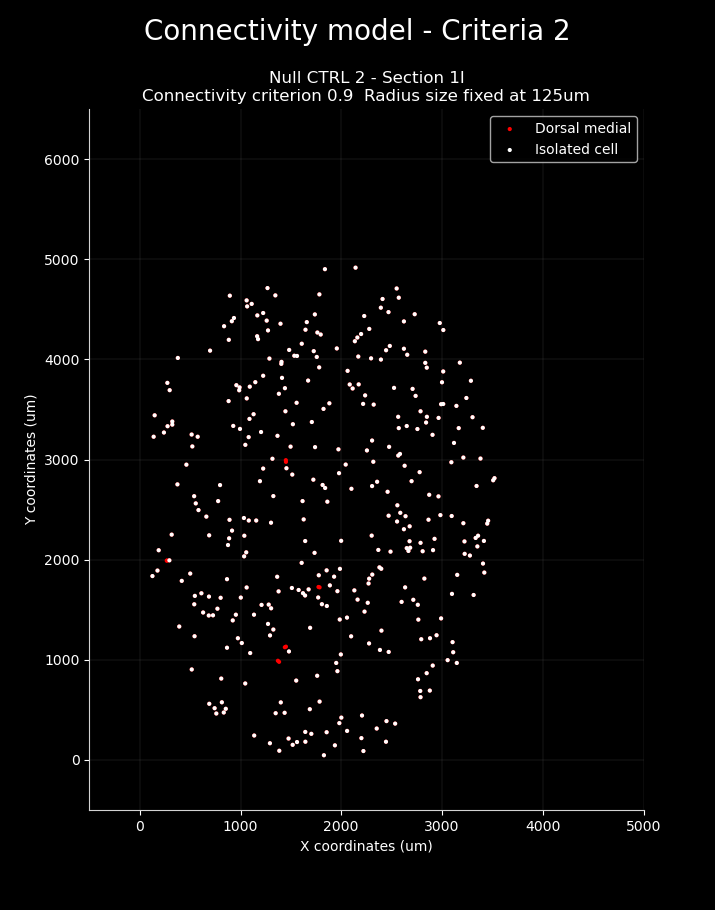 Connectivity model - Criteria 2
Null CTRL 2 - Section 1l
Connectivity criterion 0.9  Radius size fixed at 125um
Dorsal medial
Isolated cell
6000
5000
4000
3000
2000
1000
0
Y coordinates (um)
0 1000 2000 3000 4000 5000
X coordinates (um)